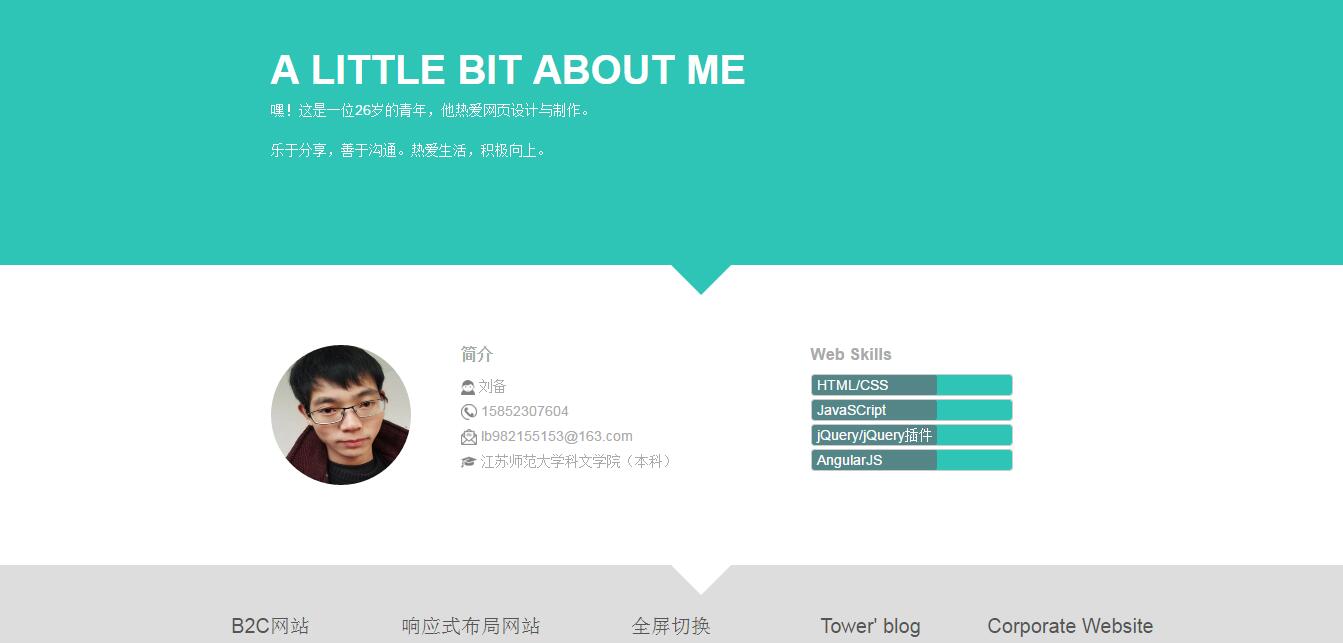 A LITTLE BIT ABOUT ME
嘿！这是一位26岁的青年，他热爱网页设计与制作。
乐于分享，善于沟通。热爱生活，积极向上。
简介
刘备
15852307604
lb982155153@163.com
江苏师范大学科文学院（本科）
Web Skills
HTML/CSS
JavaSCript
jQuery/jQuery插件
AngularJS
B2C网站 响应式布局网站 全屏切换 Tower' blog Corporate Website